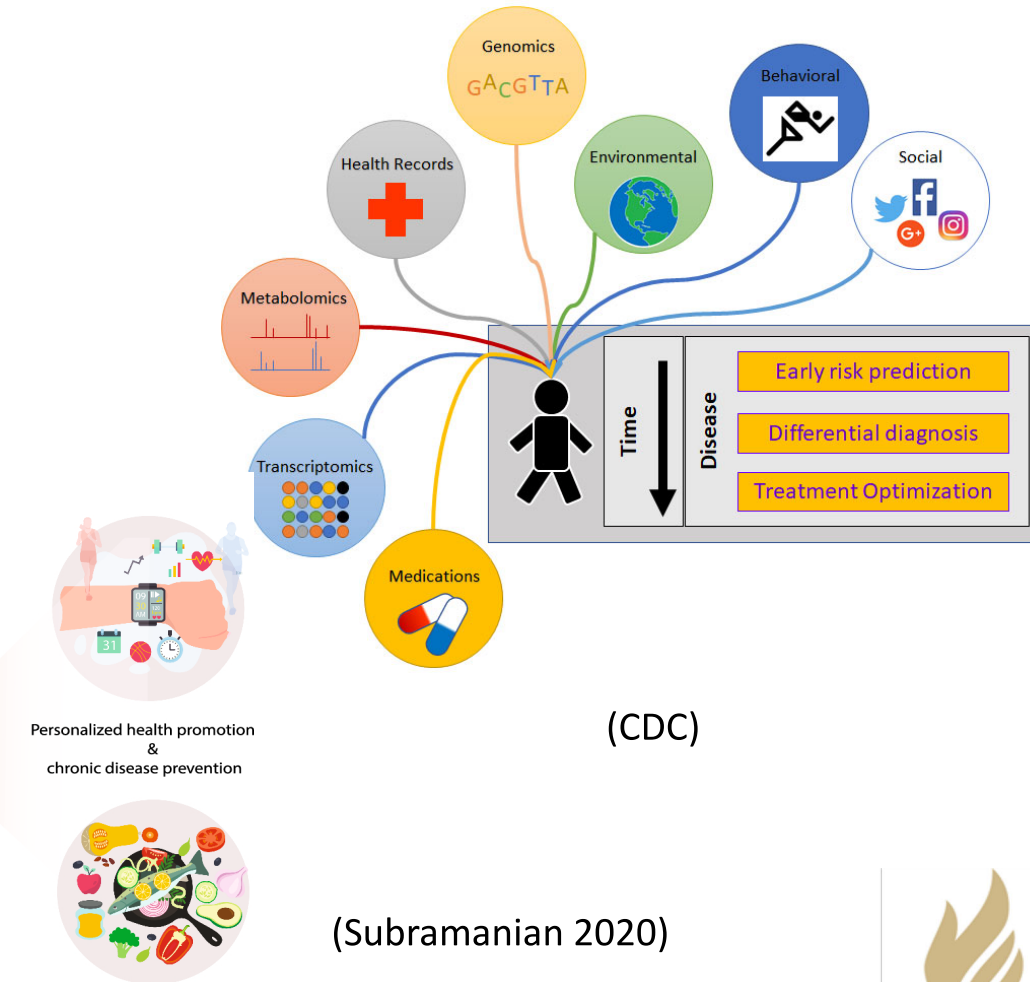 Genomics
GACGTTA
Behavioral
Health Records
Environmental
Social
G+
Metabolomics
Time
Disease
Early risk prediction
Differential diagnosis
Treatment Optimization
Transcriptomics
Medications
31
Personalized health promotion
&
chronic disease prevention
(CDC)
(Subramanian 2020)